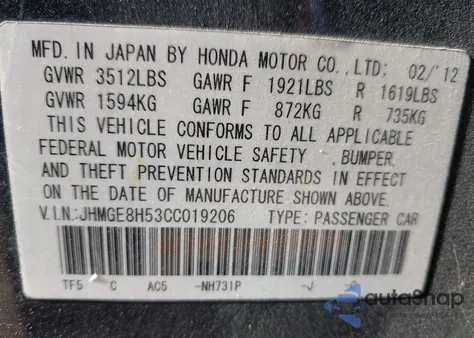 MFD. IN JAPAN BY HONDA MOTOR CO.,LTD; 02/'12
GVWR 3512LBS GAWR F 1921LBS R 1619LBS
GVWR 1594KG GAWR F 872KG R 735KG
THIS VEHICLE CONFORMS TO ALL APPLICABLE
FEDERAL MOTOR VEHICLE SAFETY , BUMPER,
AND THEFT PREVENTION STANDARDS IN EFFECT
ON THE DATE OF MANUFACTURE SHOWN ABOVE.
V.I.N.:JHMGE8H53CC019206 TYPE: PASSENGER CAR
TF5 C AC5 -NH731P -J
autaShop